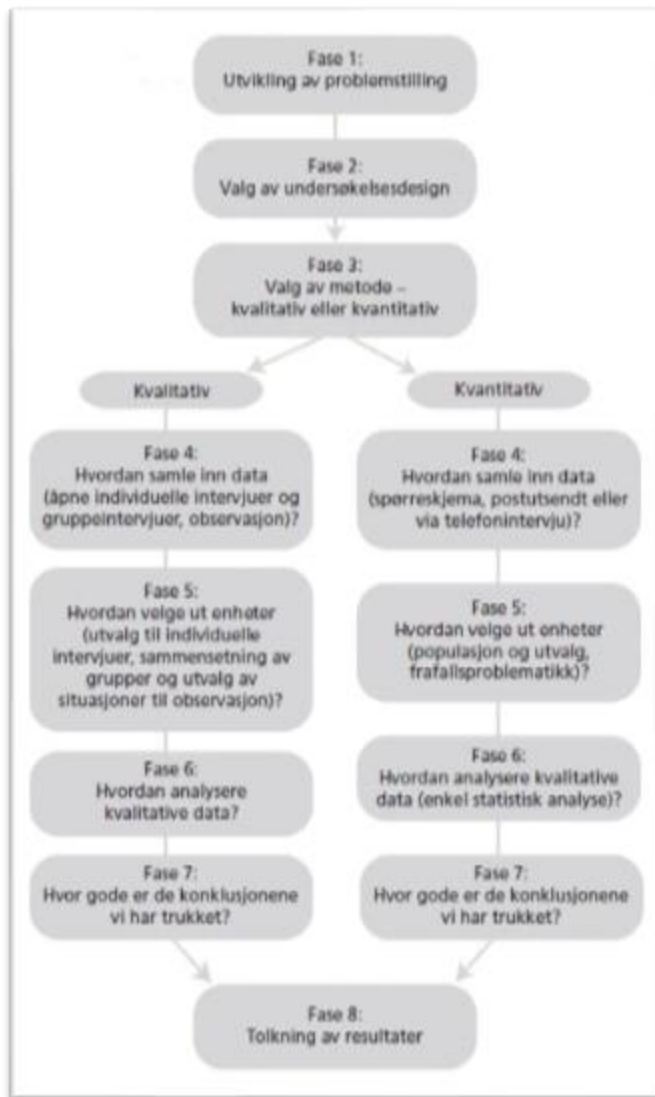 Fase 1:
Utvikling av problemstilling
Fase 2:
Valg av undersøkelsesdesign
Fase 3:
Valg av metode –
kvalitativ eller kvantitativ
Kvalitativ
Kvantitativ
Fase 4:
Hvordan samle inn data
(åpne individuelle intervjuer og
gruppeintervjuer, observasjon)?
Fase 4:
Hvordan samle inn data
(spørreskjema, postutsendt eller
via telefonintervju)?
Fase 5:
Hvordan velge ut enheter
(utvalg til individuelle
intervjuer, sammensetning av
grupper og utvalg av
situasjoner til observasjon)?
Fase 5:
Hvordan velge ut enheter
(populasjon og utvalg,
frafallsproblematikk)?
Fase 6:
Hvordan analysere
kvalitative data?
Fase 6:
Hvordan analysere kvalitative
data (enkel statistisk analyse)?
Fase 7:
Hvor gode er de konklusjonene
vi har trukket?
Fase 7:
Hvor gode er de konklusjonene
vi har trukket?
Fase 8:
Tolkning av resultater